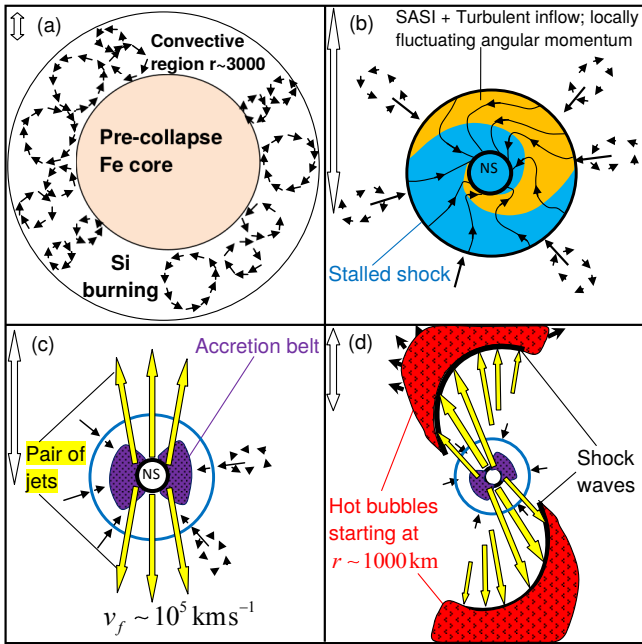 (a)
Convective
region r~3000
Pre-collapse
Fe core
Si
burning
(b)
SASI + Turbulent inflow; locally
fluctuating angular momentum
NS
Stalled shock
(c)
Accretion belt
Pair of
jets
NS
v_f ~ 10^5 km s^-1
(d)
Shock
waves
Hot bubbles
starting at
r ~ 1000 km